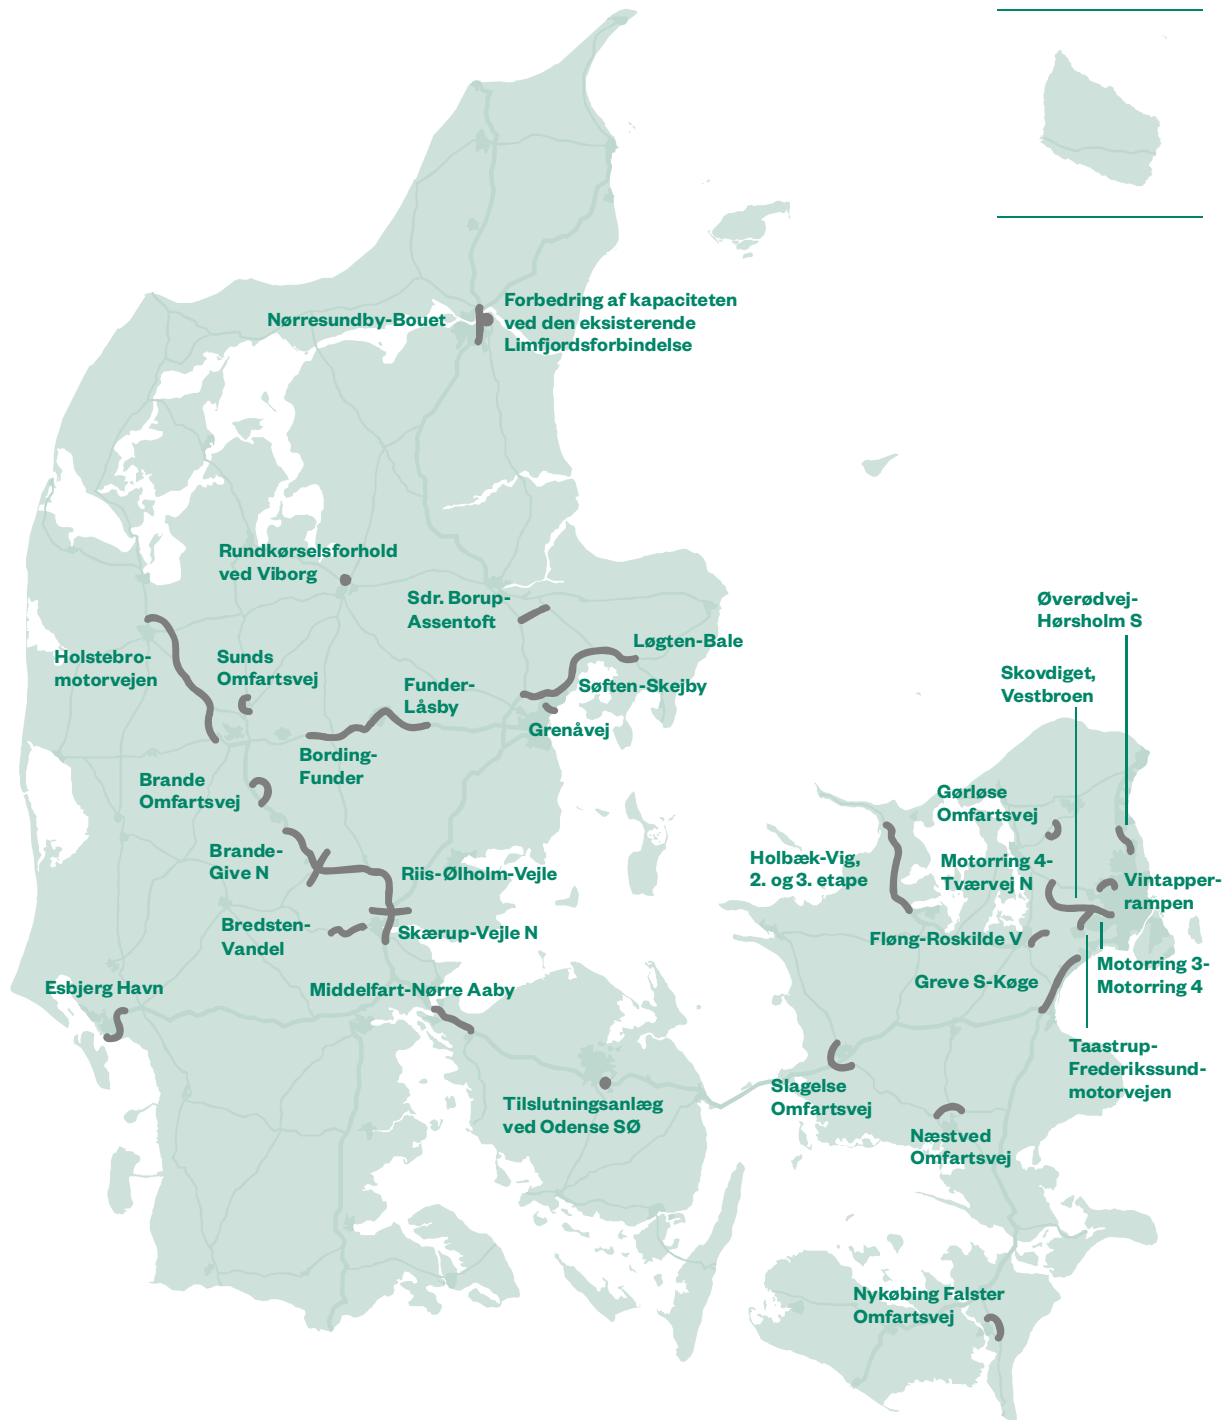 Nørresundby-Bouet
Forbedring af kapaciteten
ved den eksisterende
Limfjordsforbindelse
Rundkørselsforhold
ved Viborg
Sdr. Borup-
Assentoft
Løgten-Bale
Holstebro-
motorvejen
Sunds
Omfartsvej
Funder-
Låsby
Søften-Skejby
Grenåvej
Bording-
Funder
Brande
Omfartsvej
Brande-
Give N
Riis-Ølholm-Vejle
Bredsten-
Vandel
Skærup-Vejle N
Esbjerg Havn
Middelfart-Nørre Aaby
Tilslutningsanlæg
ved Odense SØ
Øverødvej-
Hørsholm S
Skovdiget,
Vestbroen
Gørløse
Omfartsvej
Holbæk-Vig,
2. og 3. etape
Motorring 4-
Tværvej N
Vintapper-
rampen
Fløng-Roskilde V
Greve S-Køge
Motorring 3-
Motorring 4
Taastrup-
Frederikssund-
motorvejen
Slagelse
Omfartsvej
Næstved
Omfartsvej
Nykøbing Falster
Omfartsvej